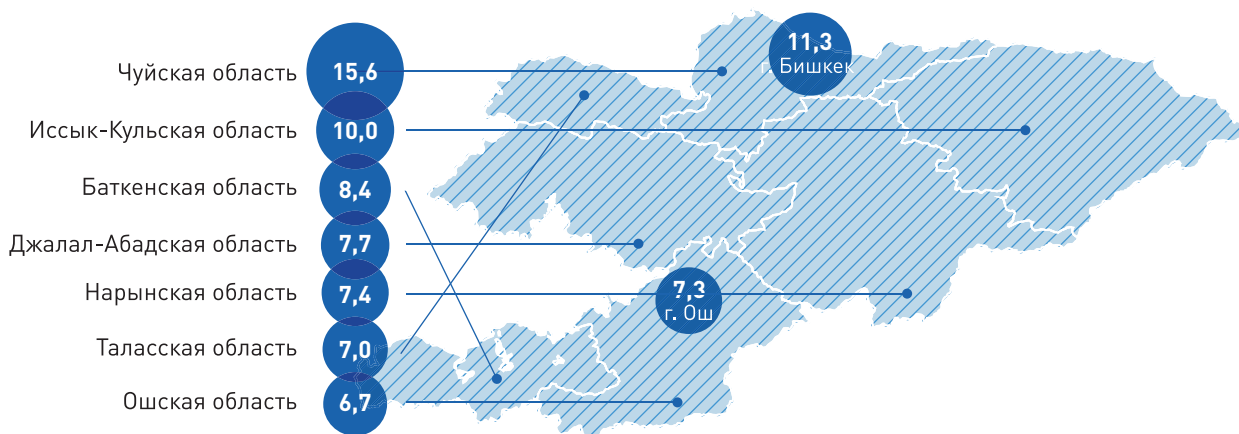 Чуйская область 15,6
Иссык-Кульская область 10,0
Баткенская область 8,4
Джалал-Абадская область 7,7
Нарынская область 7,4
Таласская область 7,0
Ошская область 6,7
11,3
г. Бишкек
7,3
г. Ош